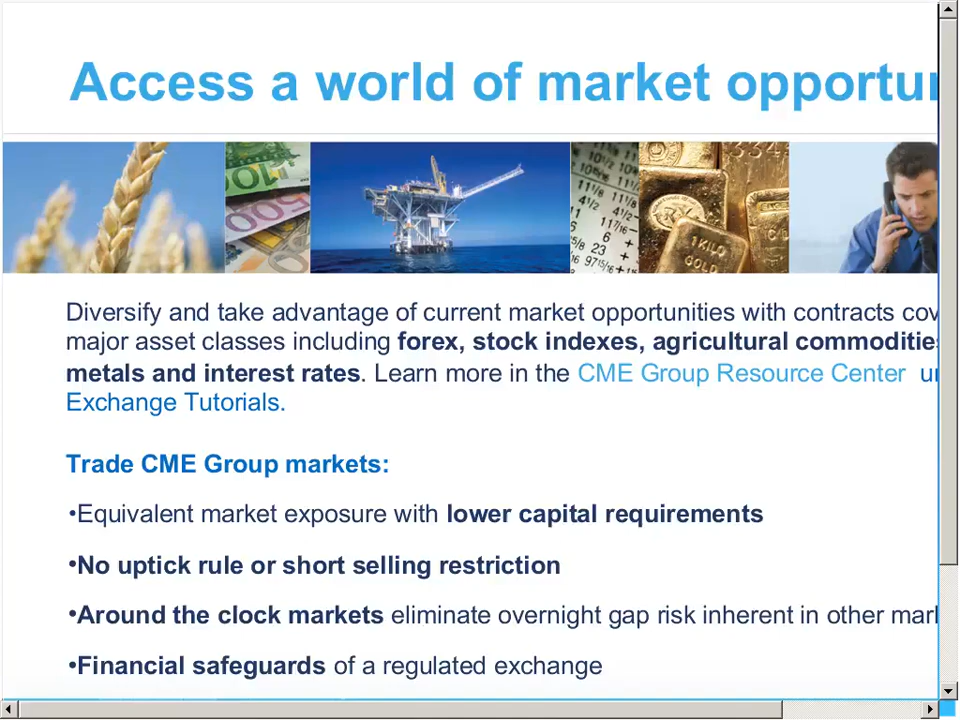 Access a world of market opportu
Diversify and take advantage of current market opportunities with contracts cov
major asset classes including forex, stock indexes, agricultural commoditie
metals and interest rates. Learn more in the CME Group Resource Center
Exchange Tutorials.
Trade CME Group markets:
•Equivalent market exposure with lower capital requirements
•No uptick rule or short selling restriction
•Around the clock markets eliminate overnight gap risk inherent in other
•Financial safeguards of a regulated exchange